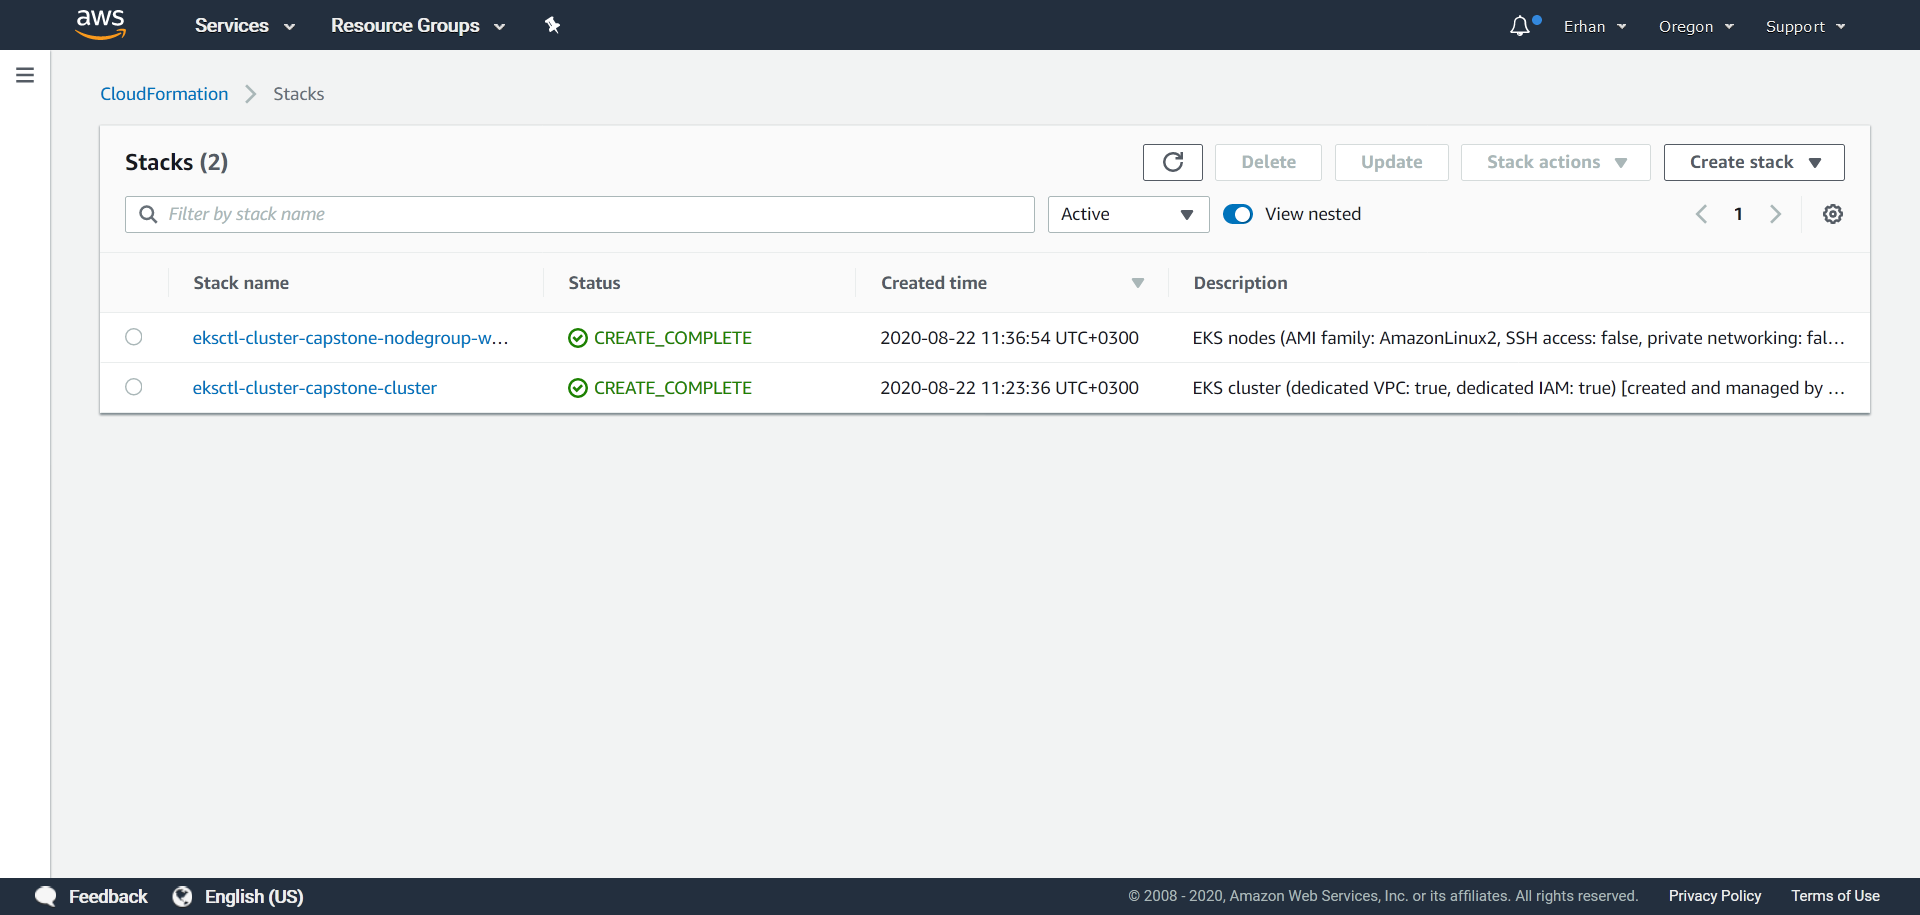 aws Services Resource Groups Erhan Oregon Support
CloudFormation Stacks
Stacks (2) Delete Update Stack actions Create stack
Filter by stack name Active View nested 1
Stack name Status Created time Description
eksctl-cluster-capstone-nodegroup-w... CREATE_COMPLETE 2020-08-22 11:36:54 UTC+0300 EKS nodes (AMI family: AmazonLinux2, SSH access: false, private networking: fal...
eksctl-cluster-capstone-cluster CREATE_COMPLETE 2020-08-22 11:23:36 UTC+0300 EKS cluster (dedicated VPC: true, dedicated IAM: true) [created and managed by ...
Feedback English (US) © 2008 - 2020, Amazon Web Services, Inc. or its affiliates. All rights reserved. Privacy Policy Terms of Use